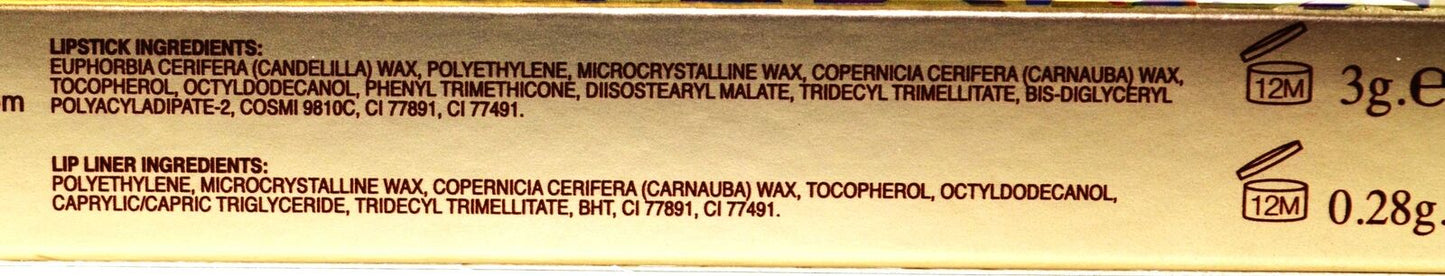 LIPSTICK INGREDIENTS:
EUPHORBIA CERIFERA (CANDELILLA) WAX, POLYETHYLENE, MICROCRYSTALLINE WAX, COPERNICIA CERIFERA (CARNAUBA) WAX,
TOCOPHEROL, OCTYLDODECANOL, PHENYL TRIMETHICONE, DIISOSTEARYL MALATE, TRIDECYL TRIMELLITATE, BIS-DIGLYCERYL
POLYACYLADIPATE-2, COSMI 9810C, CI 77891, CI 77491.
12M 3g.e
m
LIP LINER INGREDIENTS:
POLYETHYLENE, MICROCRYSTALLINE WAX, COPERNICIA CERIFERA (CARNAUBA) WAX, TOCOPHEROL, OCTYLDODECANOL,
CAPRYLIC/CAPRIC TRIGLYCERIDE, TRIDECYL TRIMELLITATE, BHT, CI 77891, CI 77491.
12M 0.28g.